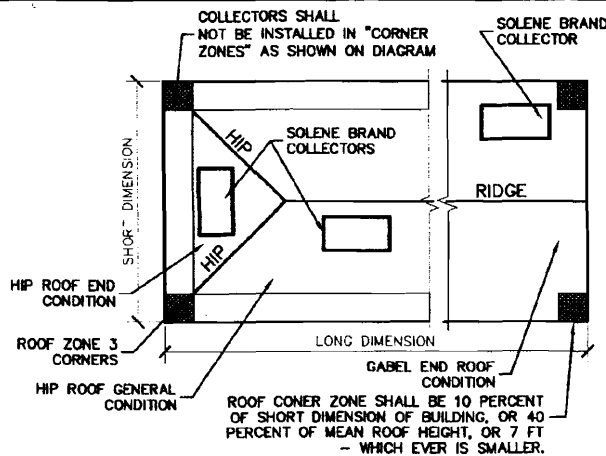 COLLECTORS SHALL
NOT BE INSTALLED IN "CORNER
ZONES" AS SHOWN ON DIAGRAM
SOLENE BRAND
COLLECTOR
SHORT DIMENSION
HIP
SOLENE BRAND
COLLECTORS
RIDGE
HIP
HIP ROOF END
CONDITION
ROOF ZONE 3
CORNERS
LONG DIMENSION
HIP ROOF GENERAL
CONDITION
GABEL END ROOF
CONDITION
ROOF CONER ZONE SHALL BE 10 PERCENT
OF SHORT DIMENSION OF BUILDING, OR 40
PERCENT OF MEAN ROOF HEIGHT, OR 7 FT
- WHICH EVER IS SMALLER.